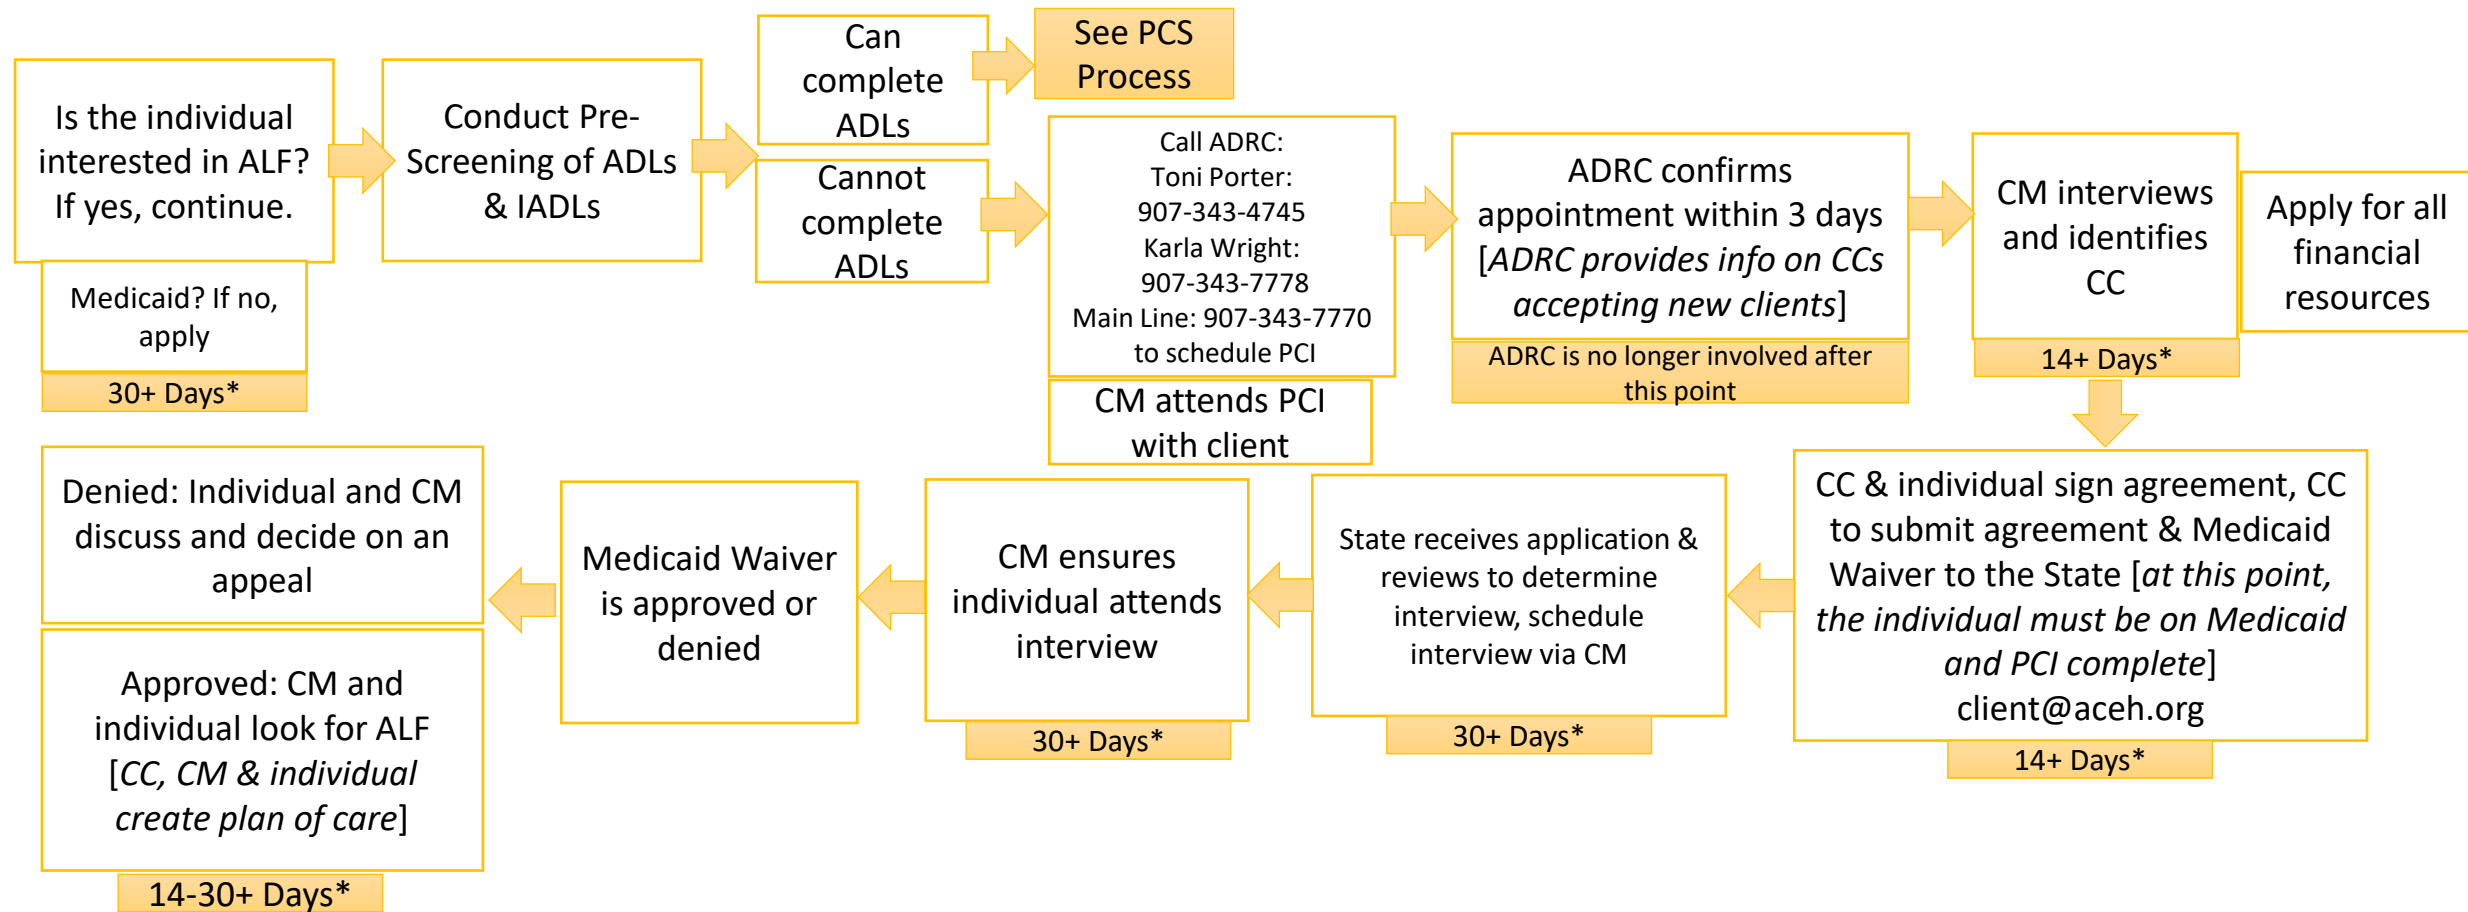 Is the individual
interested in ALF?
If yes, continue.
Medicaid? If no,
apply
30+ Days*
Conduct Pre-
Screening of ADLs
& IADLs
Can
complete
ADLs
See PCS
Process
Cannot
complete
ADLs
Call ADRC:
Toni Porter:
907-343-4745
Karla Wright:
907-343-7778
Main Line: 907-343-7770
to schedule PCI
CM attends PCI
with client
ADRC confirms
appointment within 3 days
[ADRC provides info on CCs
accepting new clients]
ADRC is no longer involved after
this point
CM interviews
and identifies
CC
14+ Days*
Apply for all
financial
resources
CC & individual sign agreement, CC
to submit agreement & Medicaid
Waiver to the State [at this point,
the individual must be on Medicaid
and PCI complete]
client@aceh.org
14+ Days*
State receives application &
reviews to determine
interview, schedule
interview via CM
30+ Days*
CM ensures
individual attends
interview
30+ Days*
Medicaid Waiver
is approved or
denied
Denied: Individual and CM
discuss and decide on an
appeal
Approved: CM and
individual look for ALF
[CC, CM & individual
create plan of care]
14-30+ Days*